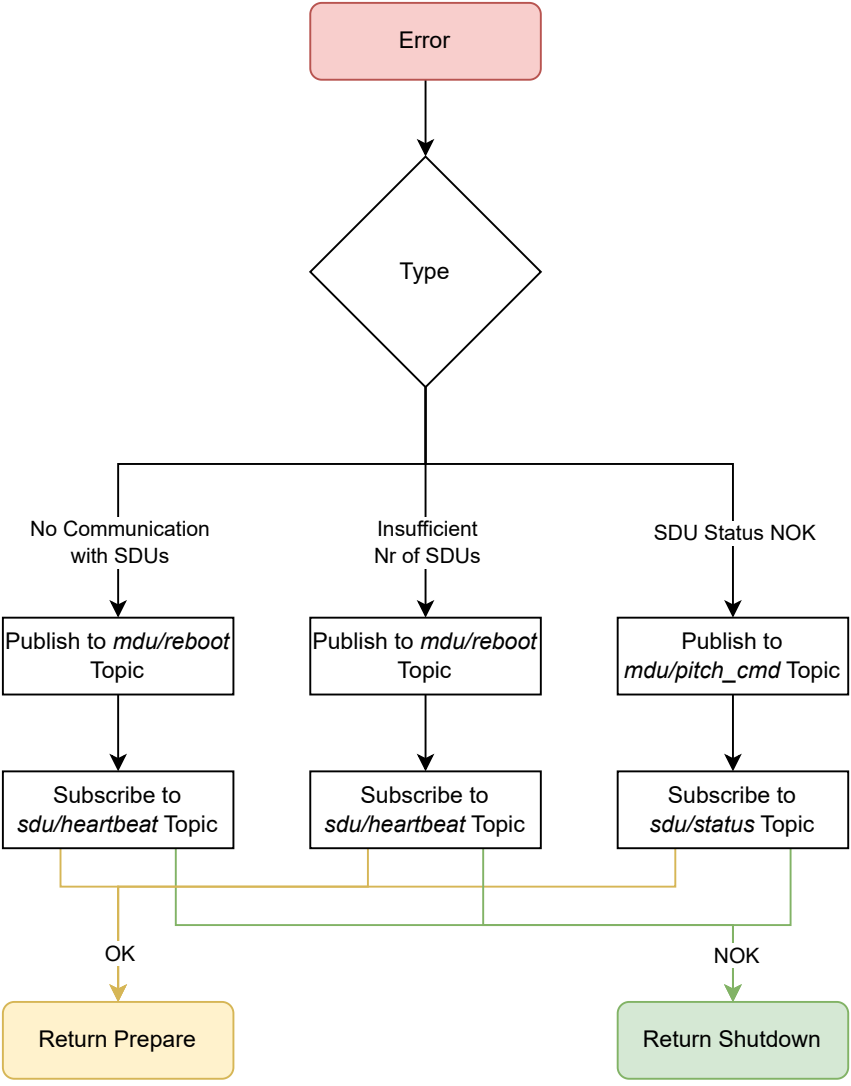 Error
Type
No Communication
with SDUs
Insufficient
Nr of SDUs
SDU Status NOK
Publish to mdu/reboot
Topic
Publish to mdu/reboot
Topic
Publish to
mdu/pitch_cmd Topic
Subscribe to
sdu/heartbeat Topic
Subscribe to
sdu/heartbeat Topic
Subscribe to
sdu/status Topic
OK
NOK
Return Prepare
Return Shutdown